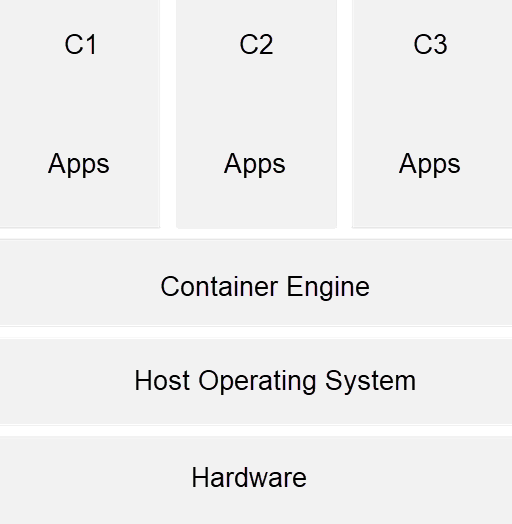 C1 C2 C3
Apps Apps Apps
Container Engine
Host Operating System
Hardware